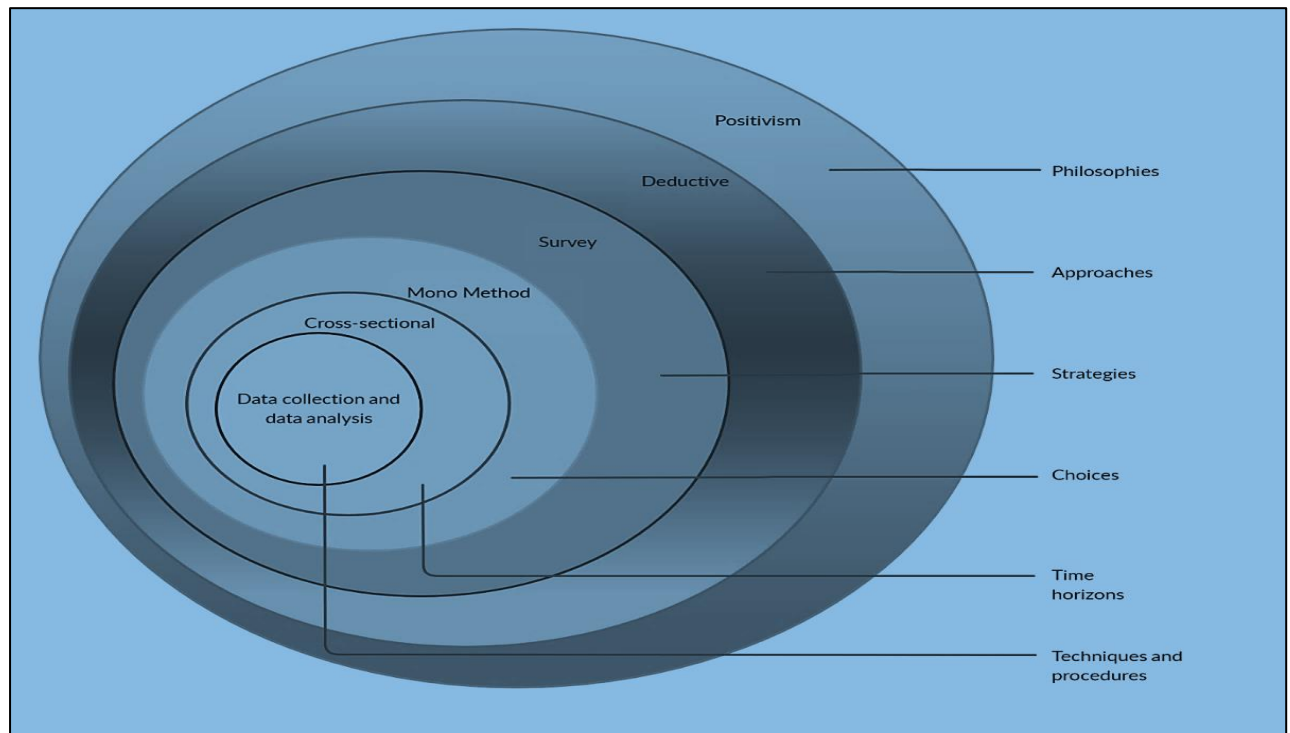 Positivism
Philosophies
Deductive
Survey
Approaches
Mono Method
Cross-sectional
Strategies
Data collection and
data analysis
Choices
Time
horizons
Techniques and
procedures